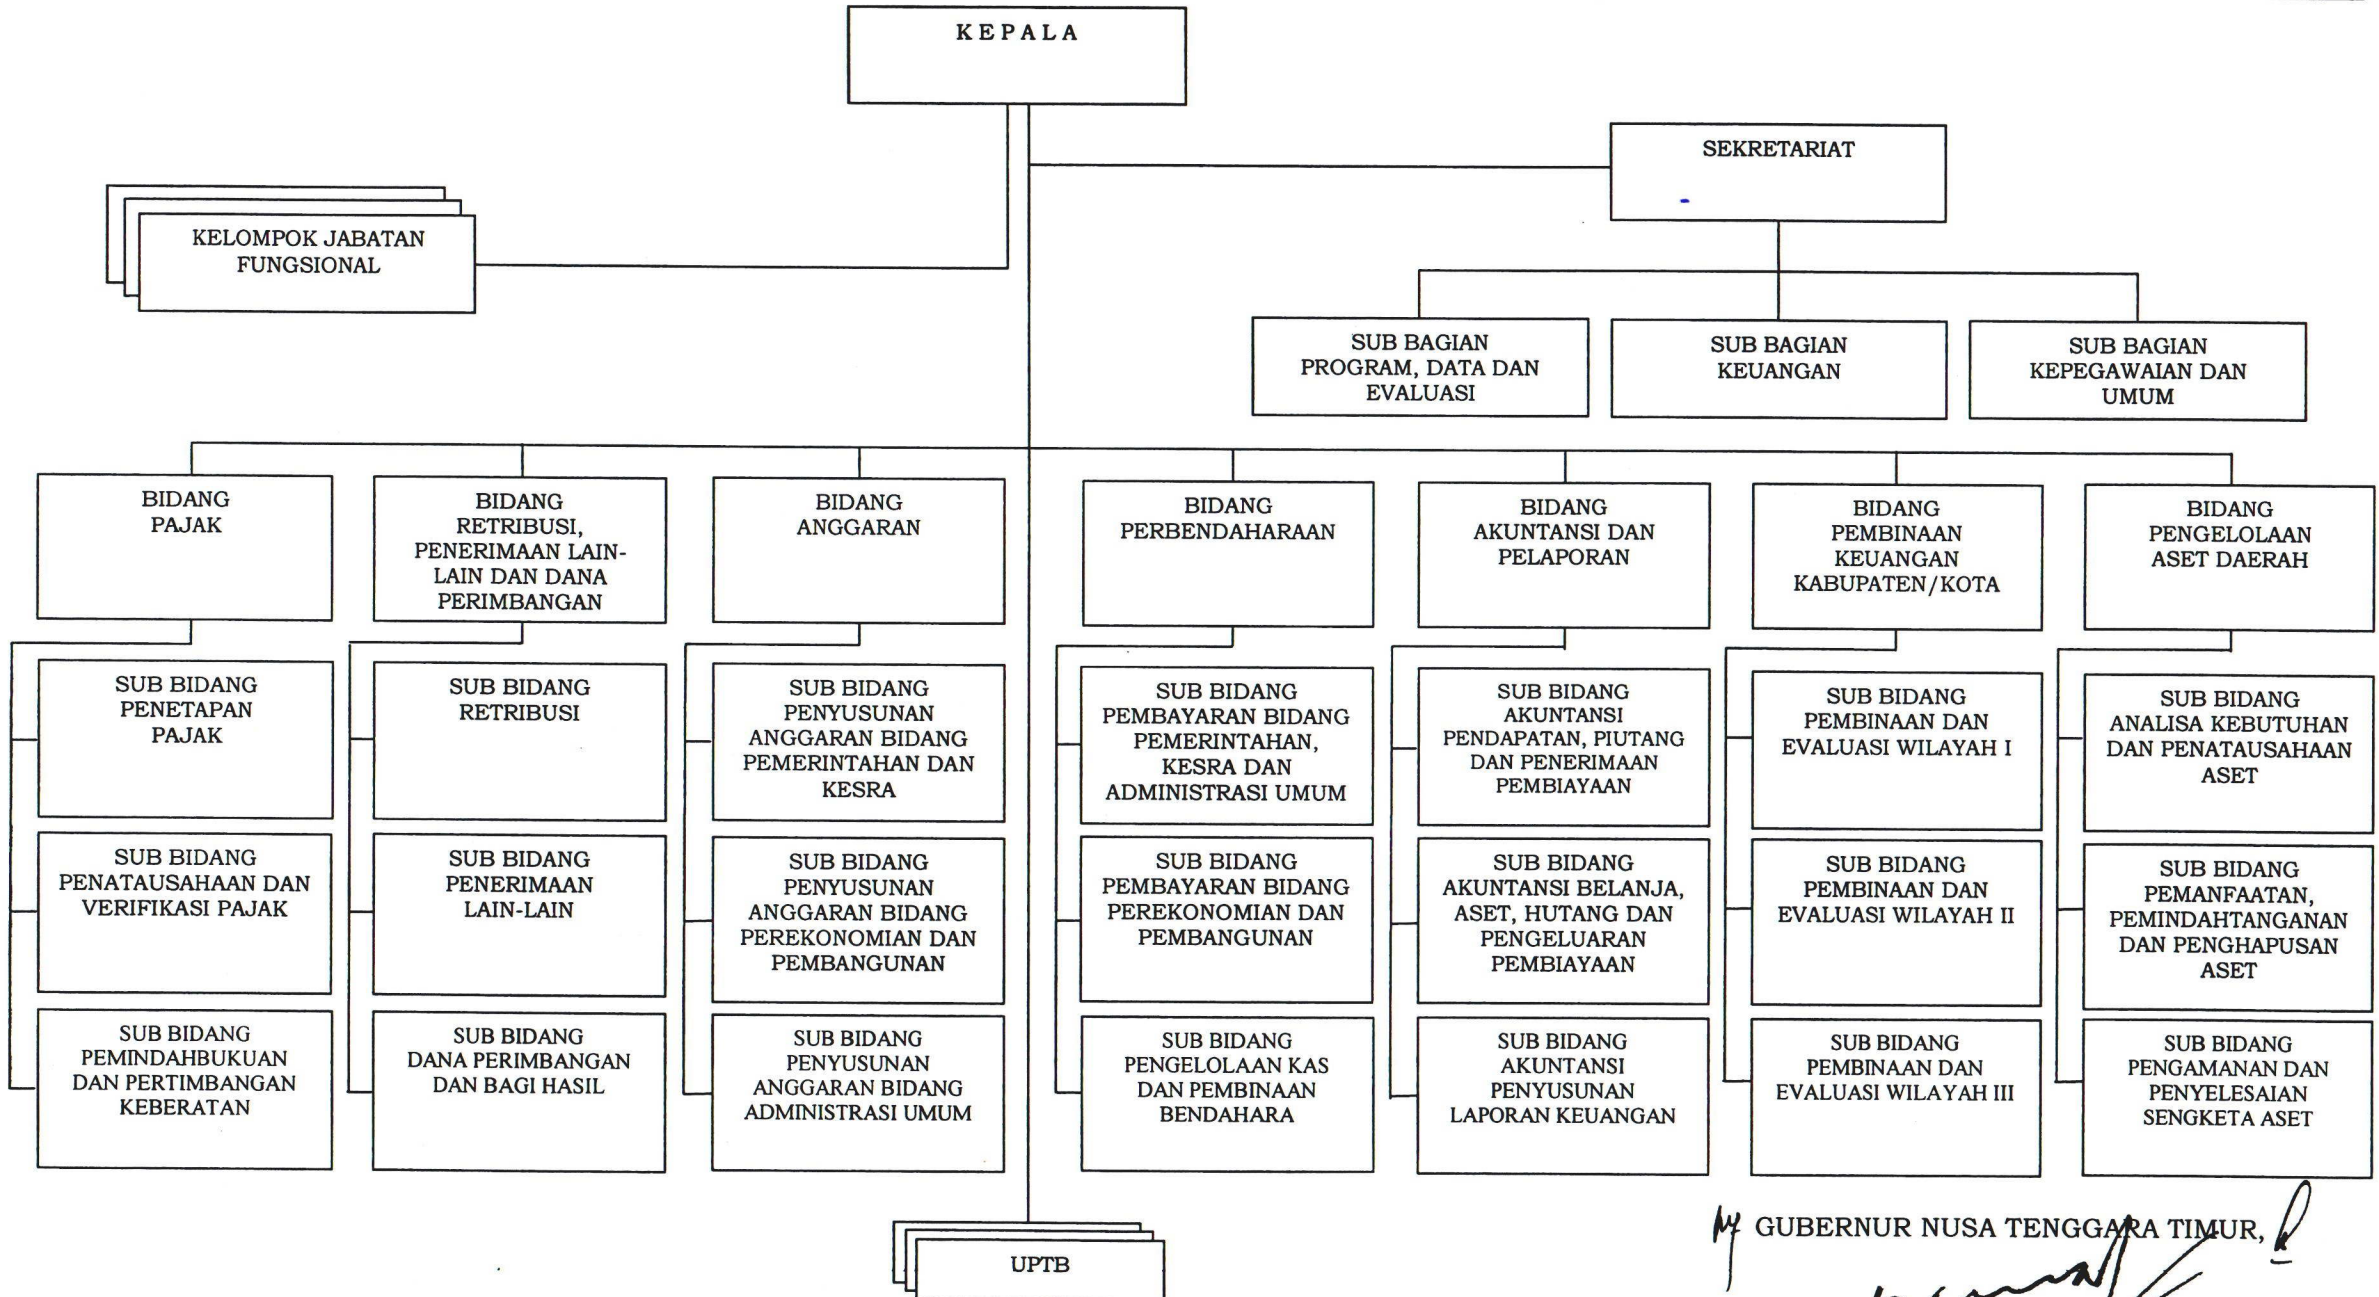 KEPALA
SEKRETARIAT
KELOMPOK JABATAN
FUNGSIONAL
SUB BAGIAN
PROGRAM, DATA DAN
EVALUASI
SUB BAGIAN
KEUANGAN
SUB BAGIAN
KEPEGAWAIAN DAN
UMUM
BIDANG
PAJAK
BIDANG
RETRIBUSI,
PENERIMAAN LAIN-
LAIN DAN DANA
PERIMBANGAN
BIDANG
ANGGARAN
BIDANG
PERBENDAHARAAN
BIDANG
AKUNTANSI DAN
PELAPORAN
BIDANG
PEMBINAAN
KEUANGAN
KABUPATEN/KOTA
BIDANG
PENGELOLAAN
ASET DAERAH
SUB BIDANG
PENETAPAN
PAJAK
SUB BIDANG
RETRIBUSI
SUB BIDANG
PENYUSUNAN
ANGGARAN BIDANG
PEMERINTAHAN DAN
KESRA
SUB BIDANG
PEMBAYARAN BIDANG
PEMERINTAHAN,
KESRA DAN
ADMINISTRASI UMUM
SUB BIDANG
AKUNTANSI
PENDAPATAN, PIUTANG
DAN PENERIMAAN
PEMBIAYAAN
SUB BIDANG
PEMBINAAN DAN
EVALUASI WILAYAH I
SUB BIDANG
ANALISA KEBUTUHAN
DAN PENATAUSAHAAN
ASET
SUB BIDANG
PENATAUSAHAAN DAN
VERIFIKASI PAJAK
SUB BIDANG
PENERIMAAN
LAIN-LAIN
SUB BIDANG
PENYUSUNAN
ANGGARAN BIDANG
PEREKONOMIAN DAN
PEMBANGUNAN
SUB BIDANG
PEMBAYARAN BIDANG
PEREKONOMIAN DAN
PEMBANGUNAN
SUB BIDANG
AKUNTANSI BELANJA,
ASET, HUTANG DAN
PENGELUARAN
PEMBIAYAAN
SUB BIDANG
PEMBINAAN DAN
EVALUASI WILAYAH II
SUB BIDANG
PEMANFAATAN,
PEMINDAHTANGANAN
DAN PENGHAPUSAN
ASET
SUB BIDANG
PEMINDAHBUKUAN
DAN PERTIMBANGAN
KEBERATAN
SUB BIDANG
DANA PERIMBANGAN
DAN BAGI HASIL
SUB BIDANG
PENYUSUNAN
ANGGARAN BIDANG
ADMINISTRASI UMUM
SUB BIDANG
PENGELOLAAN KAS
DAN PEMBINAAN
BENDAHARA
SUB BIDANG
AKUNTANSI
PENYUSUNAN
LAPORAN KEUANGAN
SUB BIDANG
PEMBINAAN DAN
EVALUASI WILAYAH III
SUB BIDANG
PENGAMANAN DAN
PENYELESAIAN
SENGKETA ASET
GUBERNUR NUSA TENGGARA TIMUR,
UPTB